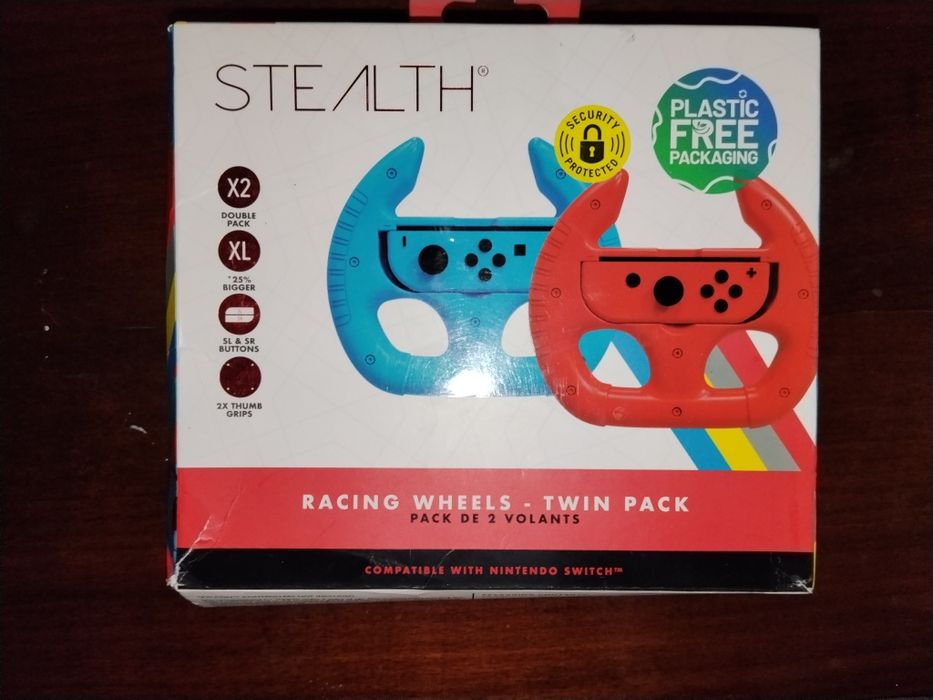 STEALTH®
SECURITY
PROTECTED
PLASTIC
FREE
PACKAGING
X2
DOUBLE
PACK
XL
*25%
BIGGER
SL & SR
BUTTONS
2X THUMB
GRIPS
RACING WHEELS - TWIN PACK
PACK DE 2 VOLANTS
COMPATIBLE WITH NINTENDO SWITCH™